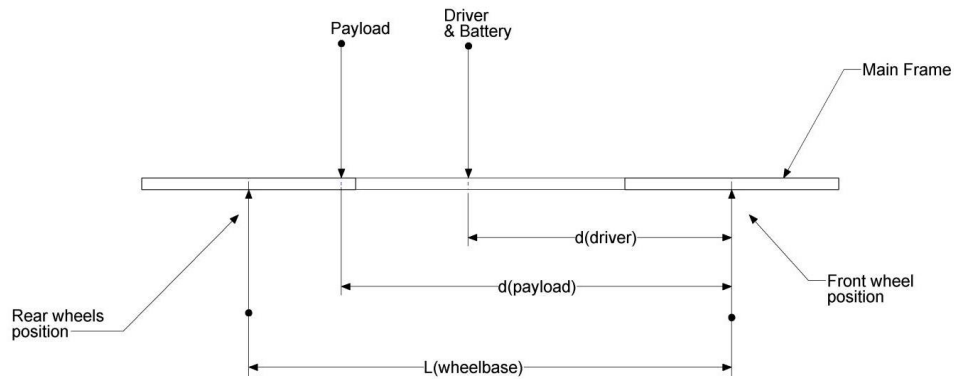 Payload
Driver
& Battery
Main Frame
d(driver)
d(payload)
Front wheel
position
Rear wheels
position
L(wheelbase)